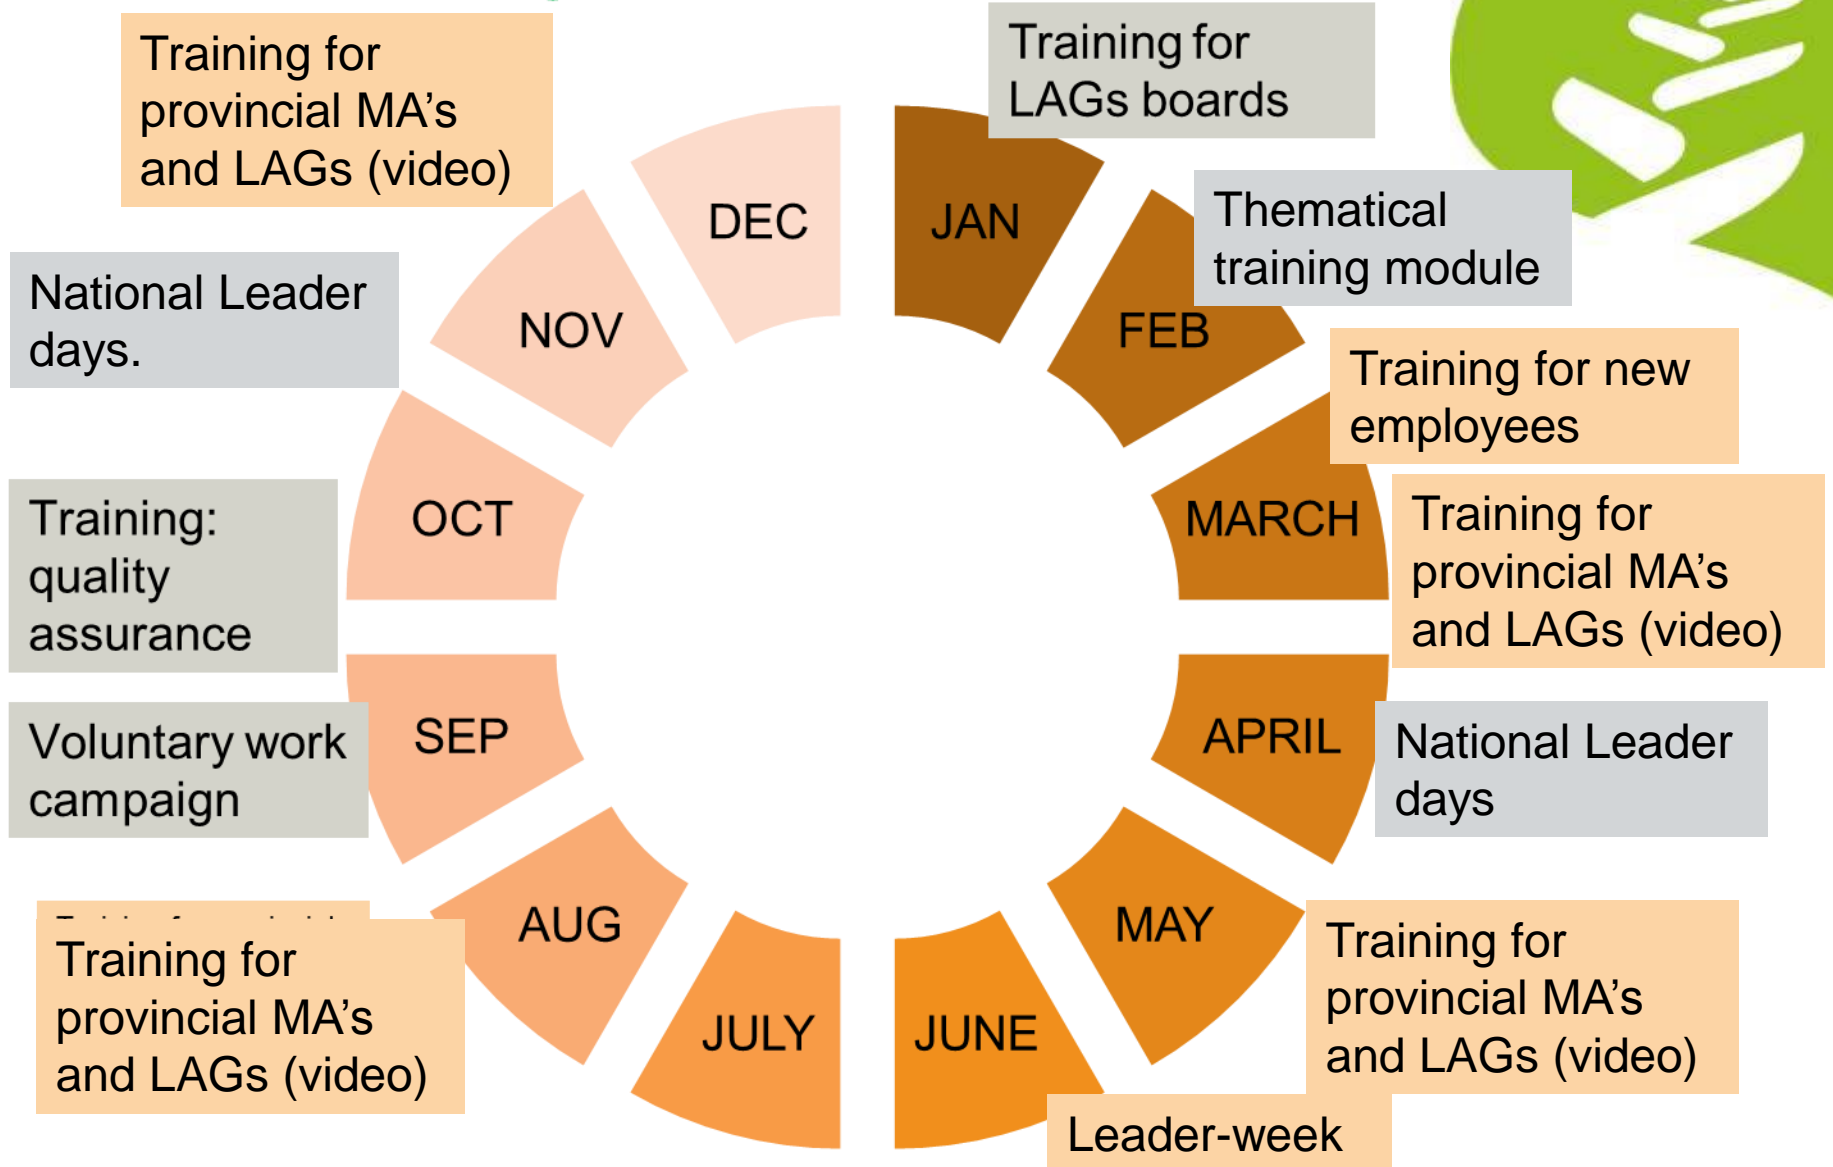 Training for
provincial MA's
and LAGs (video)
Training for
LAGs boards
DEC
JAN
Thematical
training module
National Leader
days.
NOV
FEB
Training for new
employees
Training:
quality
assurance
OCT
MARCH
Training for
provincial MA's
and LAGs (video)
Voluntary work
campaign
SEP
APRIL
National Leader
days
Training for
provincial MA's
and LAGs (video)
AUG
MAY
Training for
provincial MA's
and LAGs (video)
JULY
JUNE
Leader-week